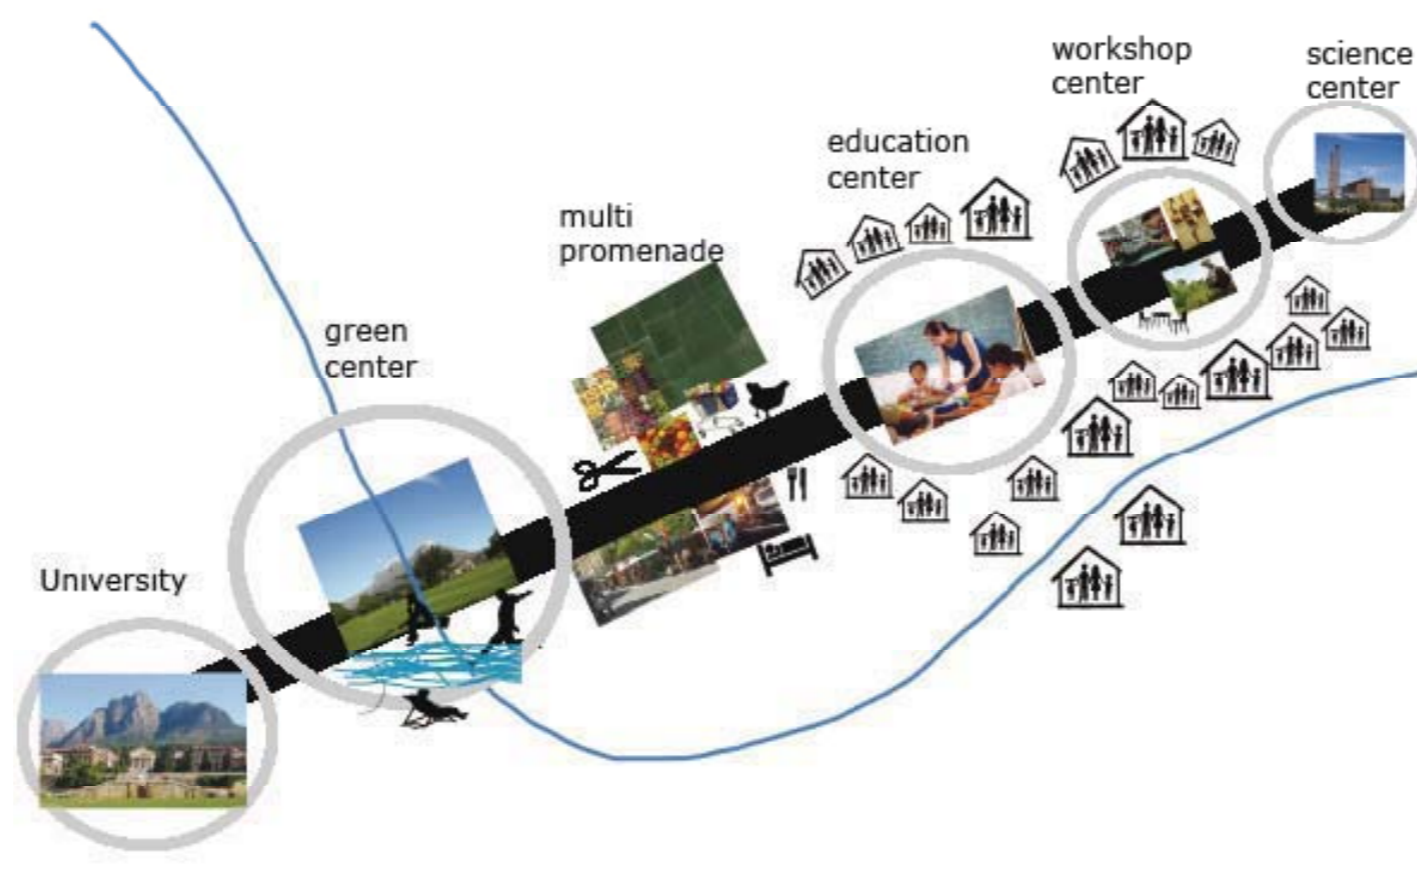 workshop
center
science
center
education
center
multi
promenade
green
center
University